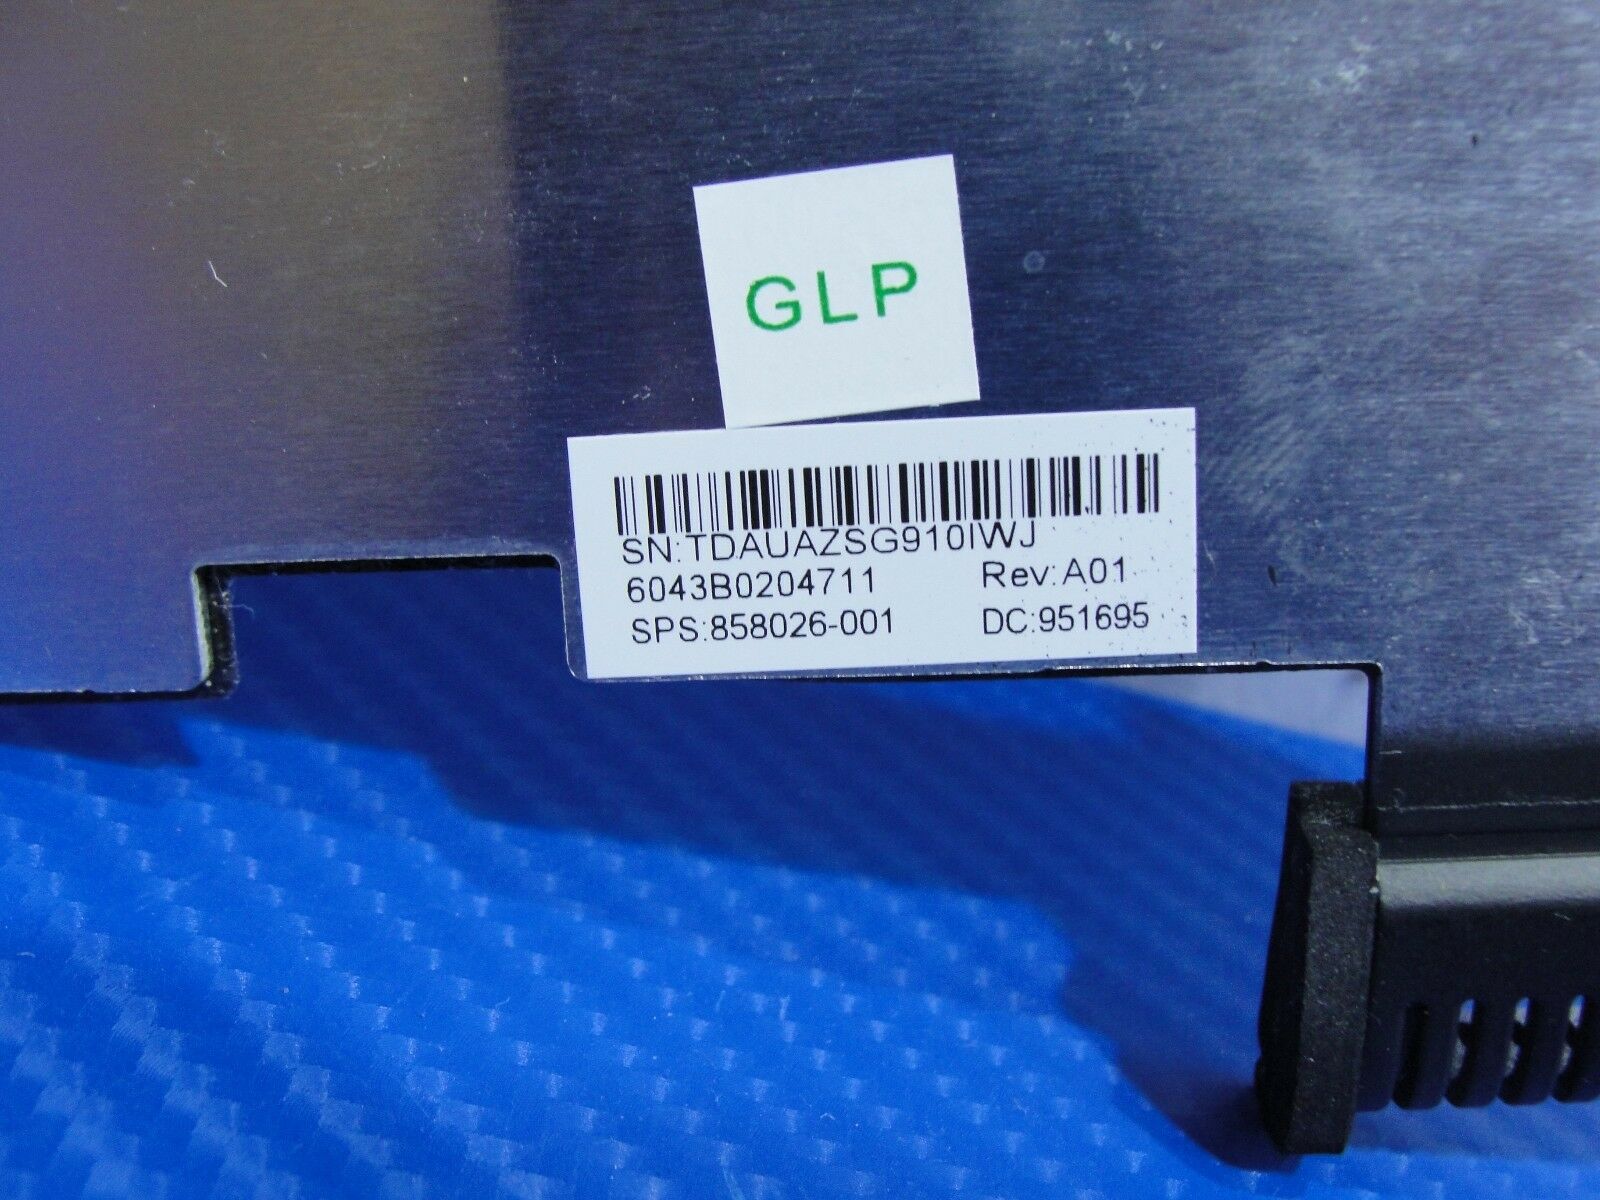 GLP
SN:TDAUAZSG910IWJ
6043B0204711 Rev:A01
SPS:858026-001 DC:951695